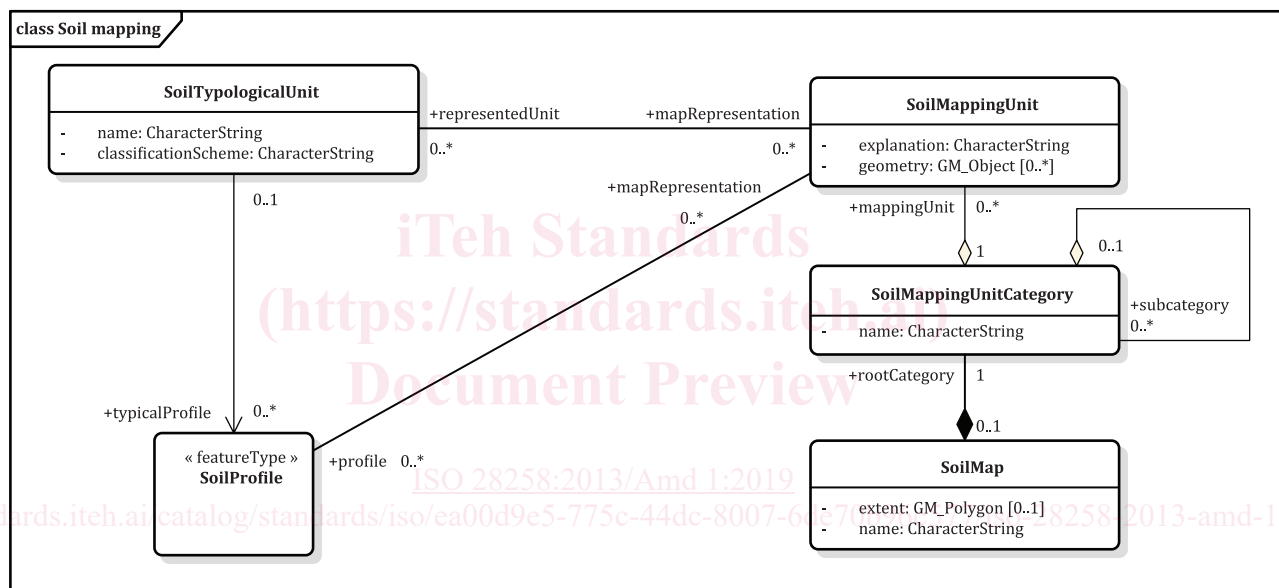 class Soil mapping
SoilTypologicalUnit
- name: CharacterString
- classificationScheme: CharacterString
+representedUnit
0..*
+mapRepresentation
0..*
SoilMappingUnit
- explanation: CharacterString
- geometry: GM_Object [0..*]
0..1
+mapRepresentation
0..*
+mappingUnit
0..*
iTeh Standards
1
0..1
SoilMappingUnitCategory
- name: CharacterString
+subcategory
0..*
(https://standards.iteh.ai)
+rootCategory
1
Document Preview
+typicalProfile
0..*
0..1
« featureType »
SoilProfile
+profile
0..*
SoilMap
- extent: GM_Polygon [0..1]
- name: CharacterString
ISO 28258:2013/Amd 1:2019
dards.iteh.ai/catalog/standards/iso/ea00d9e5-775c-44dc-8007-
28258-2013-amd-1